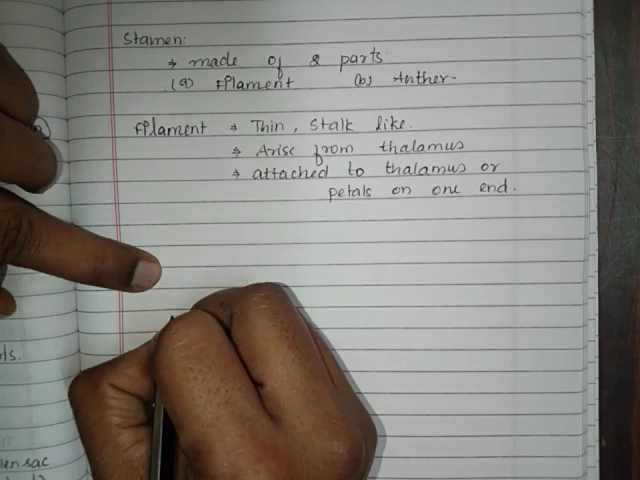 Stamen:
→ made of 2 parts
(a) Filament (b) Anther
Filament → Thin, Stalk like.
→ Arise from thalamus
→ attached to thalamus or
petals on one end.